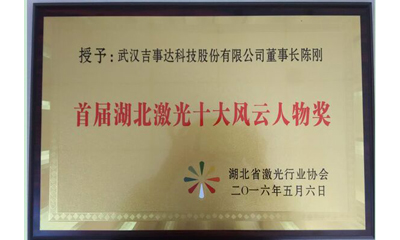 授予：武汉吉事达科技股份有限公司董事长陈刚
首届湖北激光十大风云人物奖
湖北省激光行业协会
二〇一六年五月六日